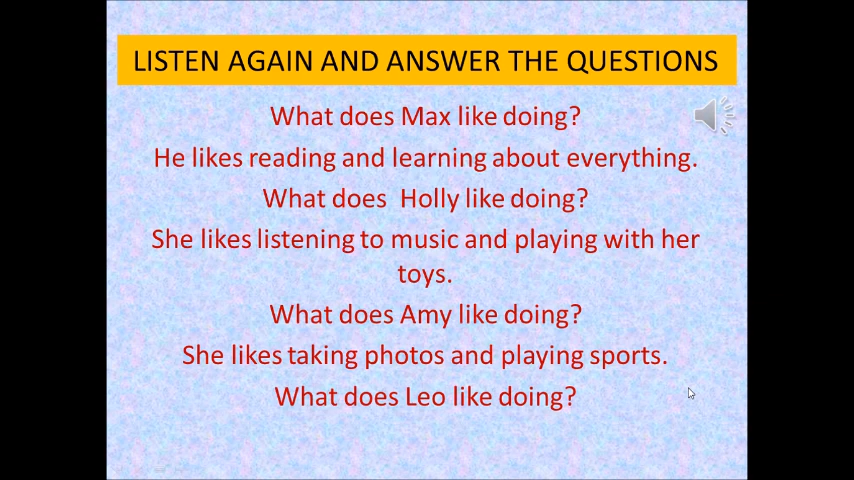 LISTEN AGAIN AND ANSWER THE QUESTIONS
What does Max like doing?
He likes reading and learning about everything.
What does  Holly like doing?
She likes listening to music and playing with her
toys.
What does Amy like doing?
She likes taking photos and playing sports.
What does Leo like doing?